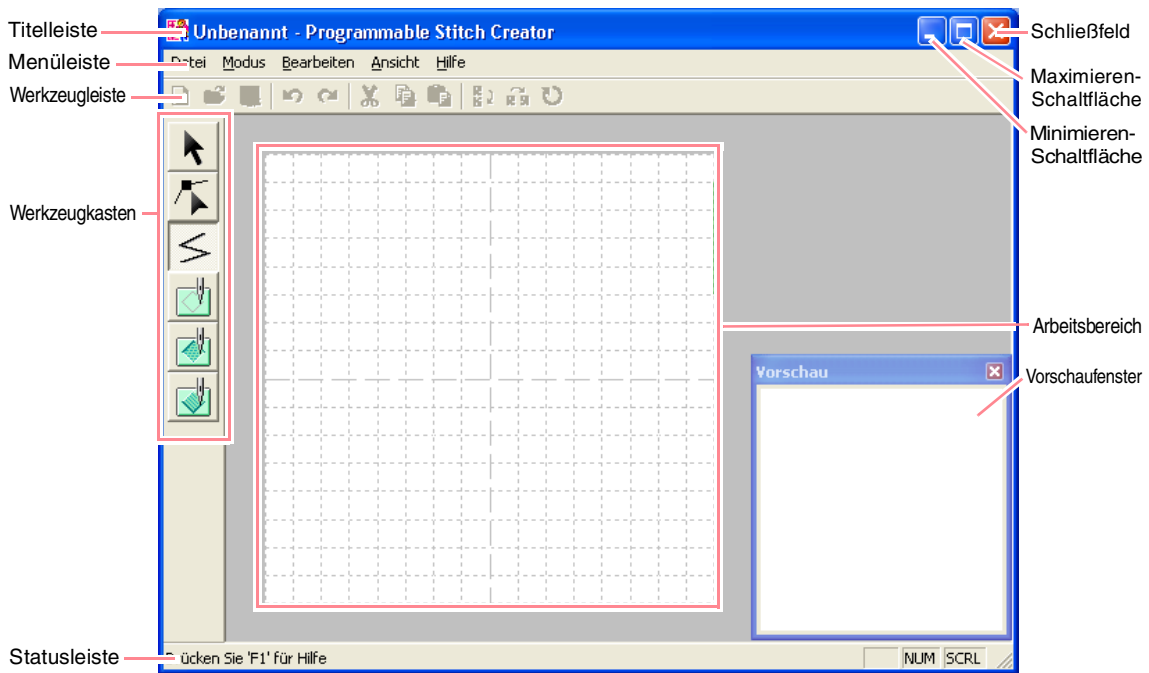 Titelleiste
Unbenannt - Programmable Stitch Creator
Schließfeld
Menüleiste
Datei Modus Bearbeiten Ansicht Hilfe
Werkzeugleiste
Maximieren-
Schaltfläche
Minimieren-
Schaltfläche
Werkzeugkasten
Arbeitsbereich
Vorschau
Vorschaufenster
Statusleiste
Drücken Sie 'F1' für Hilfe
NUM SCRL